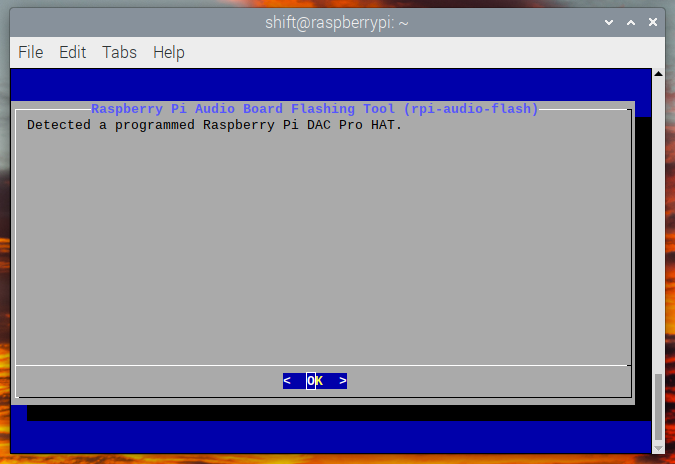 shift@raspberrypi: ~
File Edit Tabs Help
Raspberry Pi Audio Board Flashing Tool (rpi-audio-flash)
Detected a programmed Raspberry Pi DAC Pro HAT.
< OK >